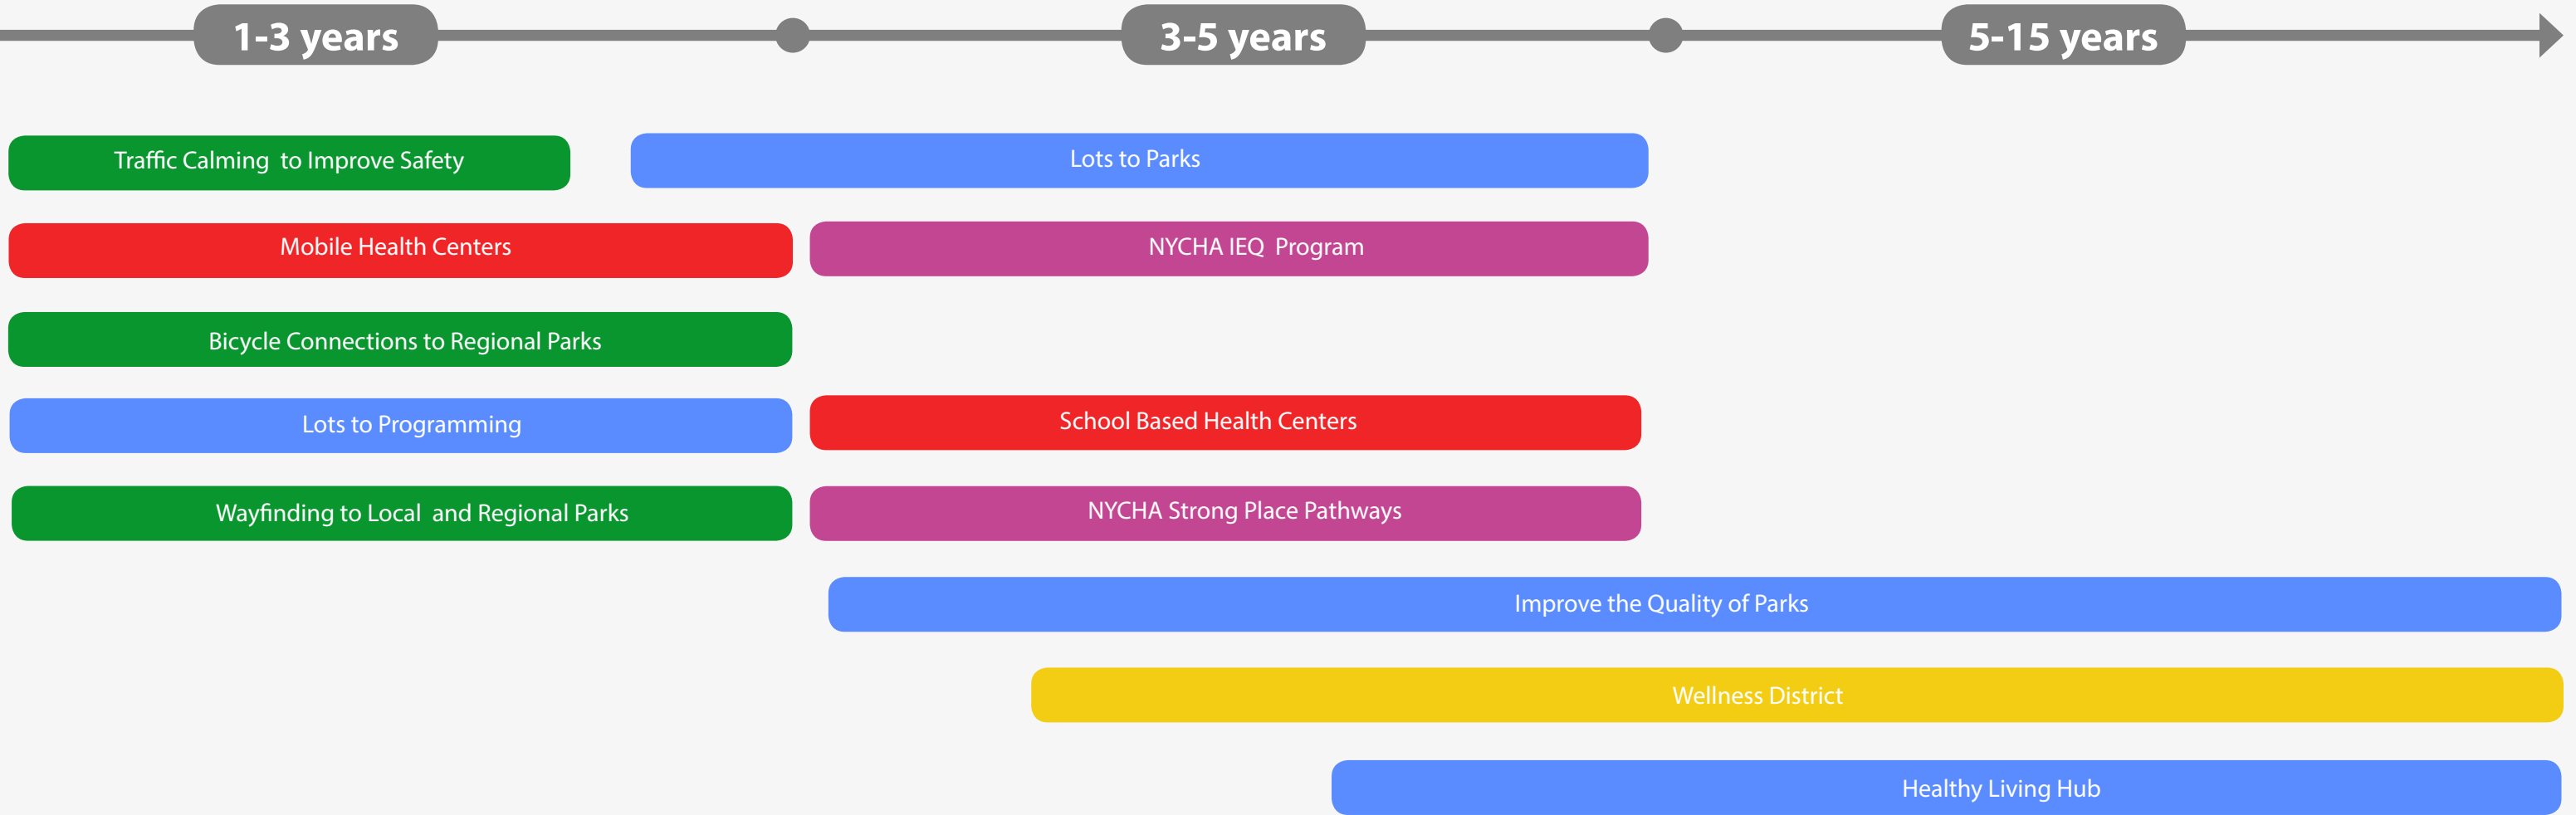 1-3 years
3-5 years
5-15 years
Traffic Calming to Improve Safety
Lots to Parks
Mobile Health Centers
NYCHA IEQ Program
Bicycle Connections to Regional Parks
Lots to Programming
School Based Health Centers
Wayfinding to Local and Regional Parks
NYCHA Strong Place Pathways
Improve the Quality of Parks
Wellness District
Healthy Living Hub